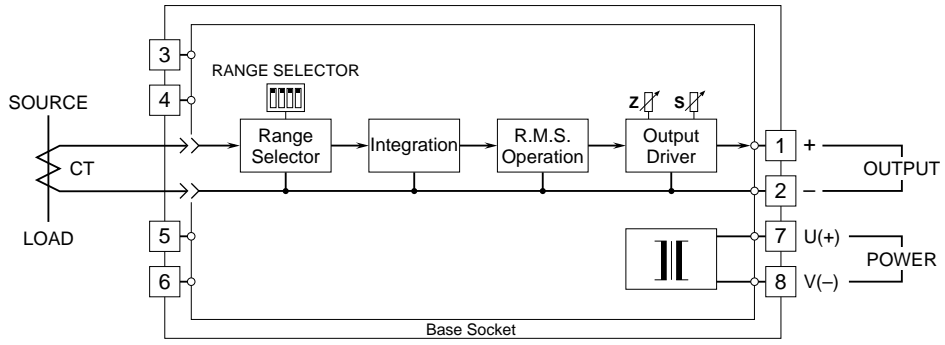 3
RANGE SELECTOR
4
SOURCE
Z
S
Range
Selector
Integration
R.M.S.
Operation
Output
Driver
1
+
CT
OUTPUT
2
–
LOAD
5
7
U(+)
POWER
6
8
V(–)
Base Socket